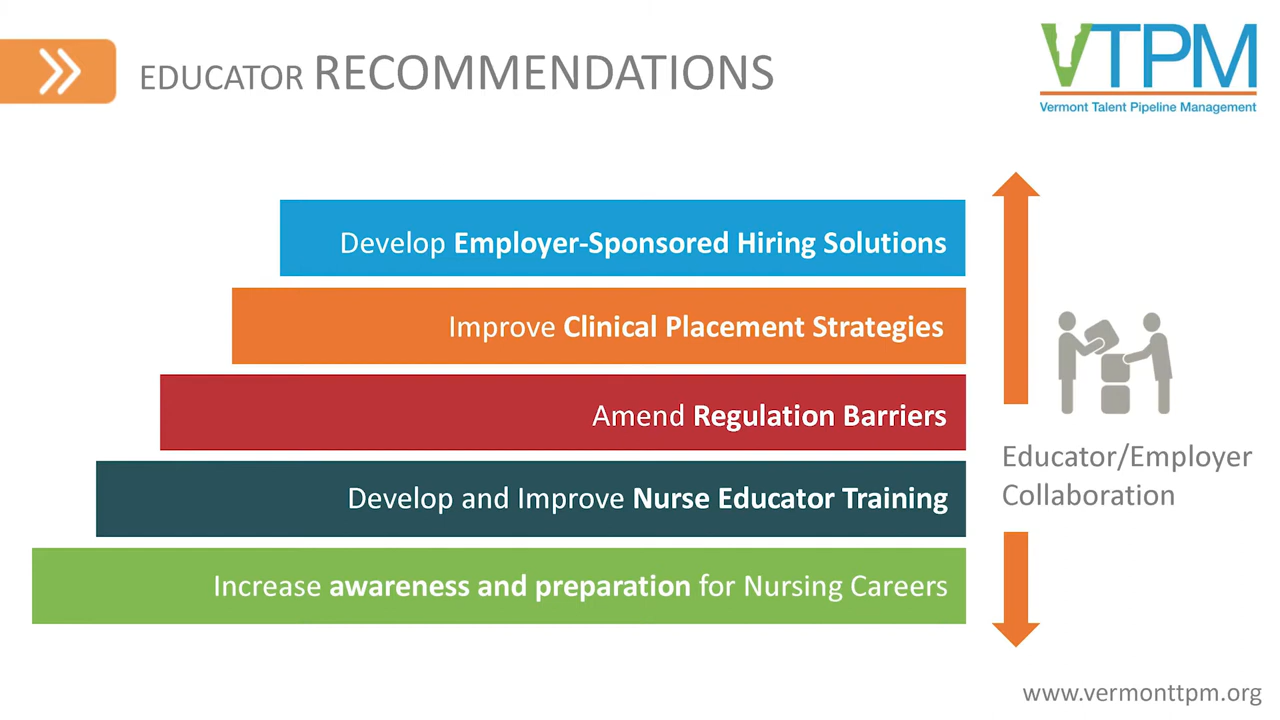 EDUCATOR RECOMMENDATIONS
VTPM
Vermont Talent Pipeline Management
Develop Employer-Sponsored Hiring Solutions
Improve Clinical Placement Strategies
Amend Regulation Barriers
Develop and Improve Nurse Educator Training
Increase awareness and preparation for Nursing Careers
Educator/Employer
Collaboration
www.vermonttpm.org